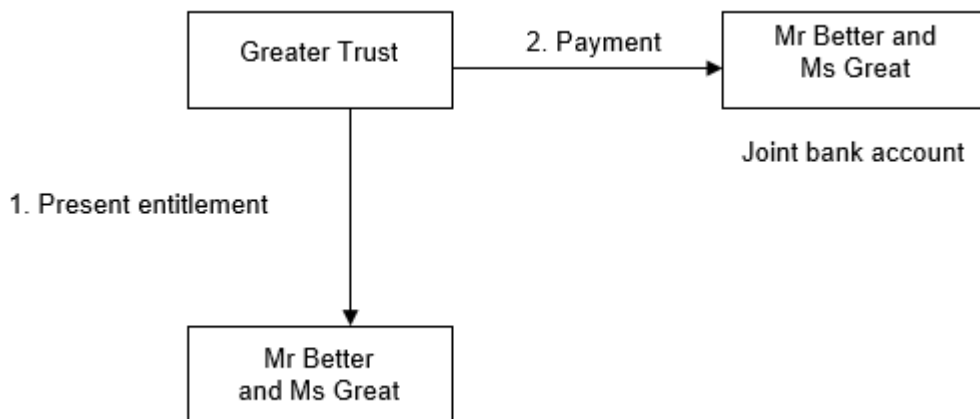 Greater Trust
2. Payment
Mr Better and
Ms Great
Joint bank account
1. Present entitlement
Mr Better
and Ms Great